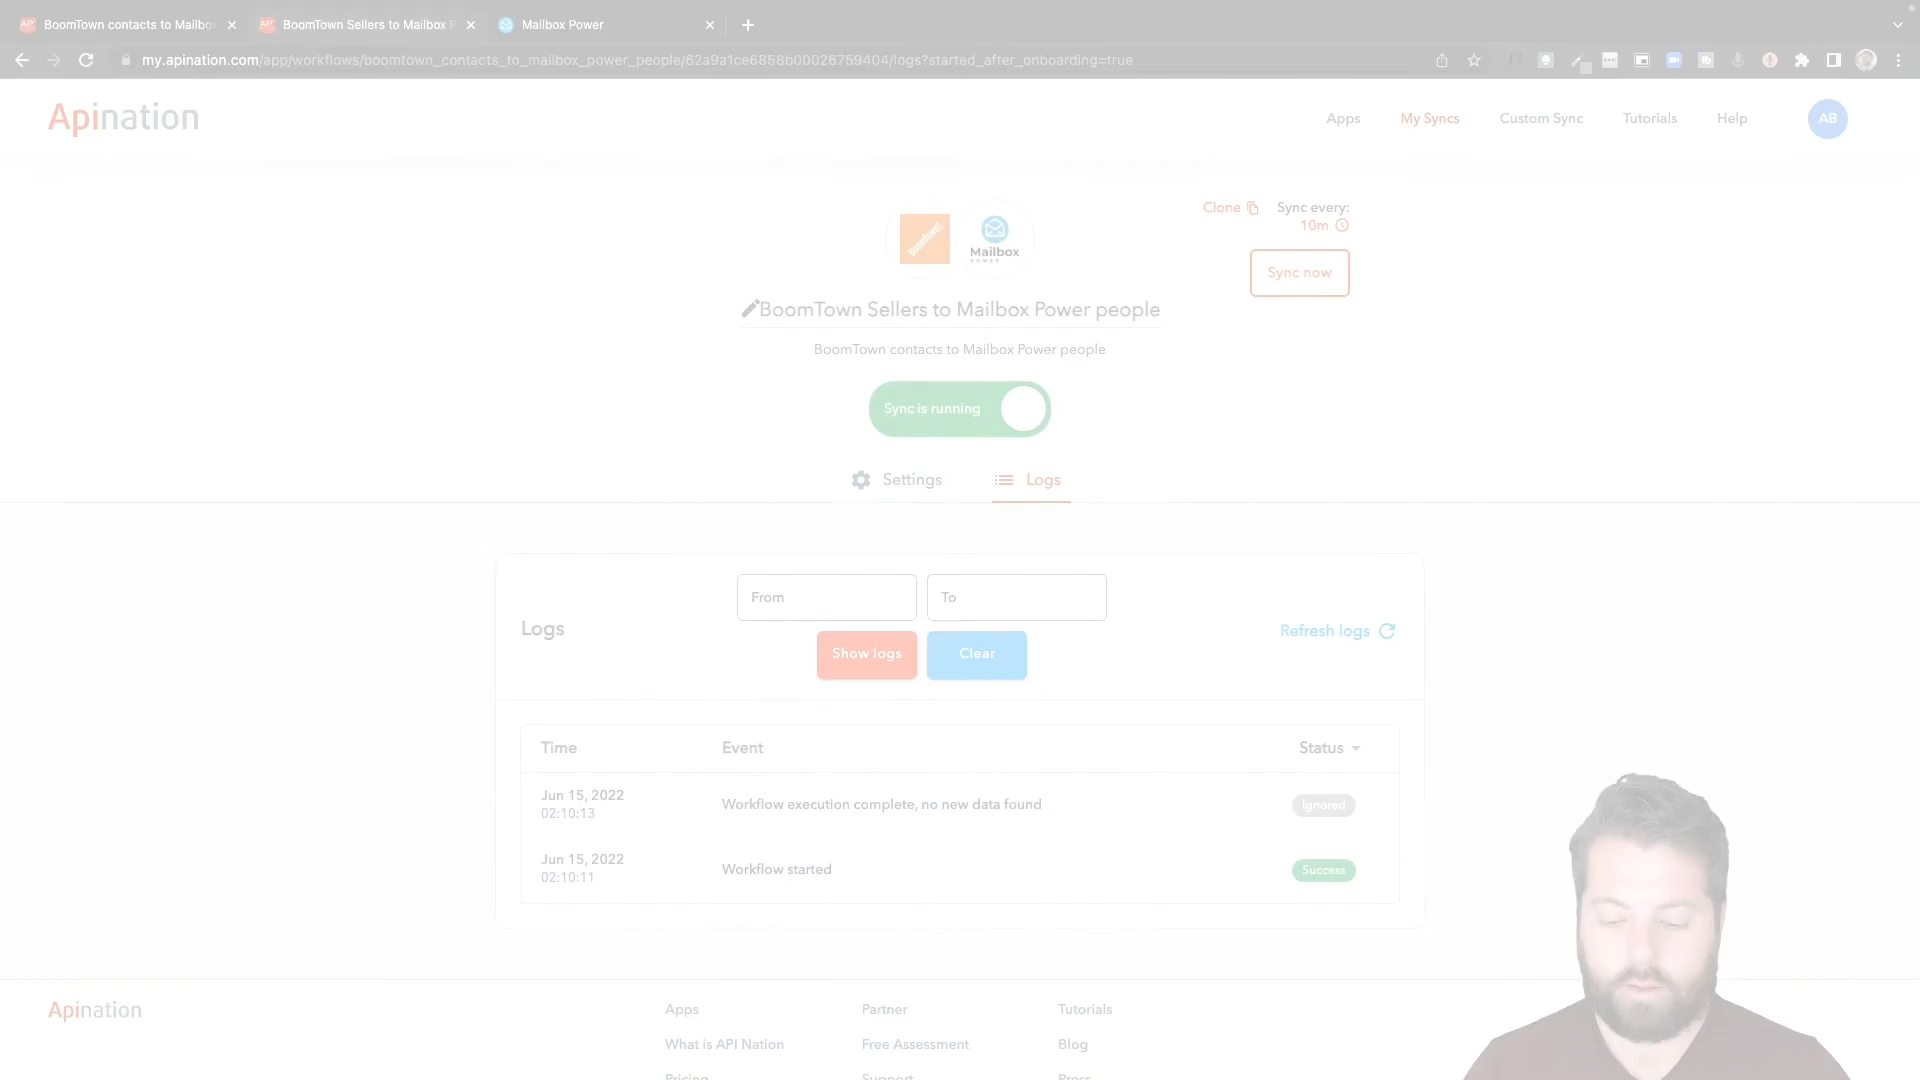 BoomTown contacts to Mailbo
BoomTown Sellers to Mailbox P
Mailbox Power
my.apination.com/app/workflows/boomtown_contacts_to_mailbox_power_people/62a9a1ce6858b00026759404/logs?started_after_onboarding=true
Apination
Apps
My Syncs
Custom Sync
Tutorials
Help
AB
BoomTown!
Mailbox
POWER
Clone
Sync every:
10m
Sync now
BoomTown Sellers to Mailbox Power people
BoomTown contacts to Mailbox Power people
Sync is running
Settings
Logs
Logs
From
To
Show logs
Clear
Refresh logs
Time
Event
Status
Jun 15, 2022
02:10:13
Workflow execution complete, no new data found
Ignored
Jun 15, 2022
02:10:11
Workflow started
Success
Apination
Apps
Partner
Tutorials
What is API Nation
Free Assessment
Blog
Pricing
Support
Press